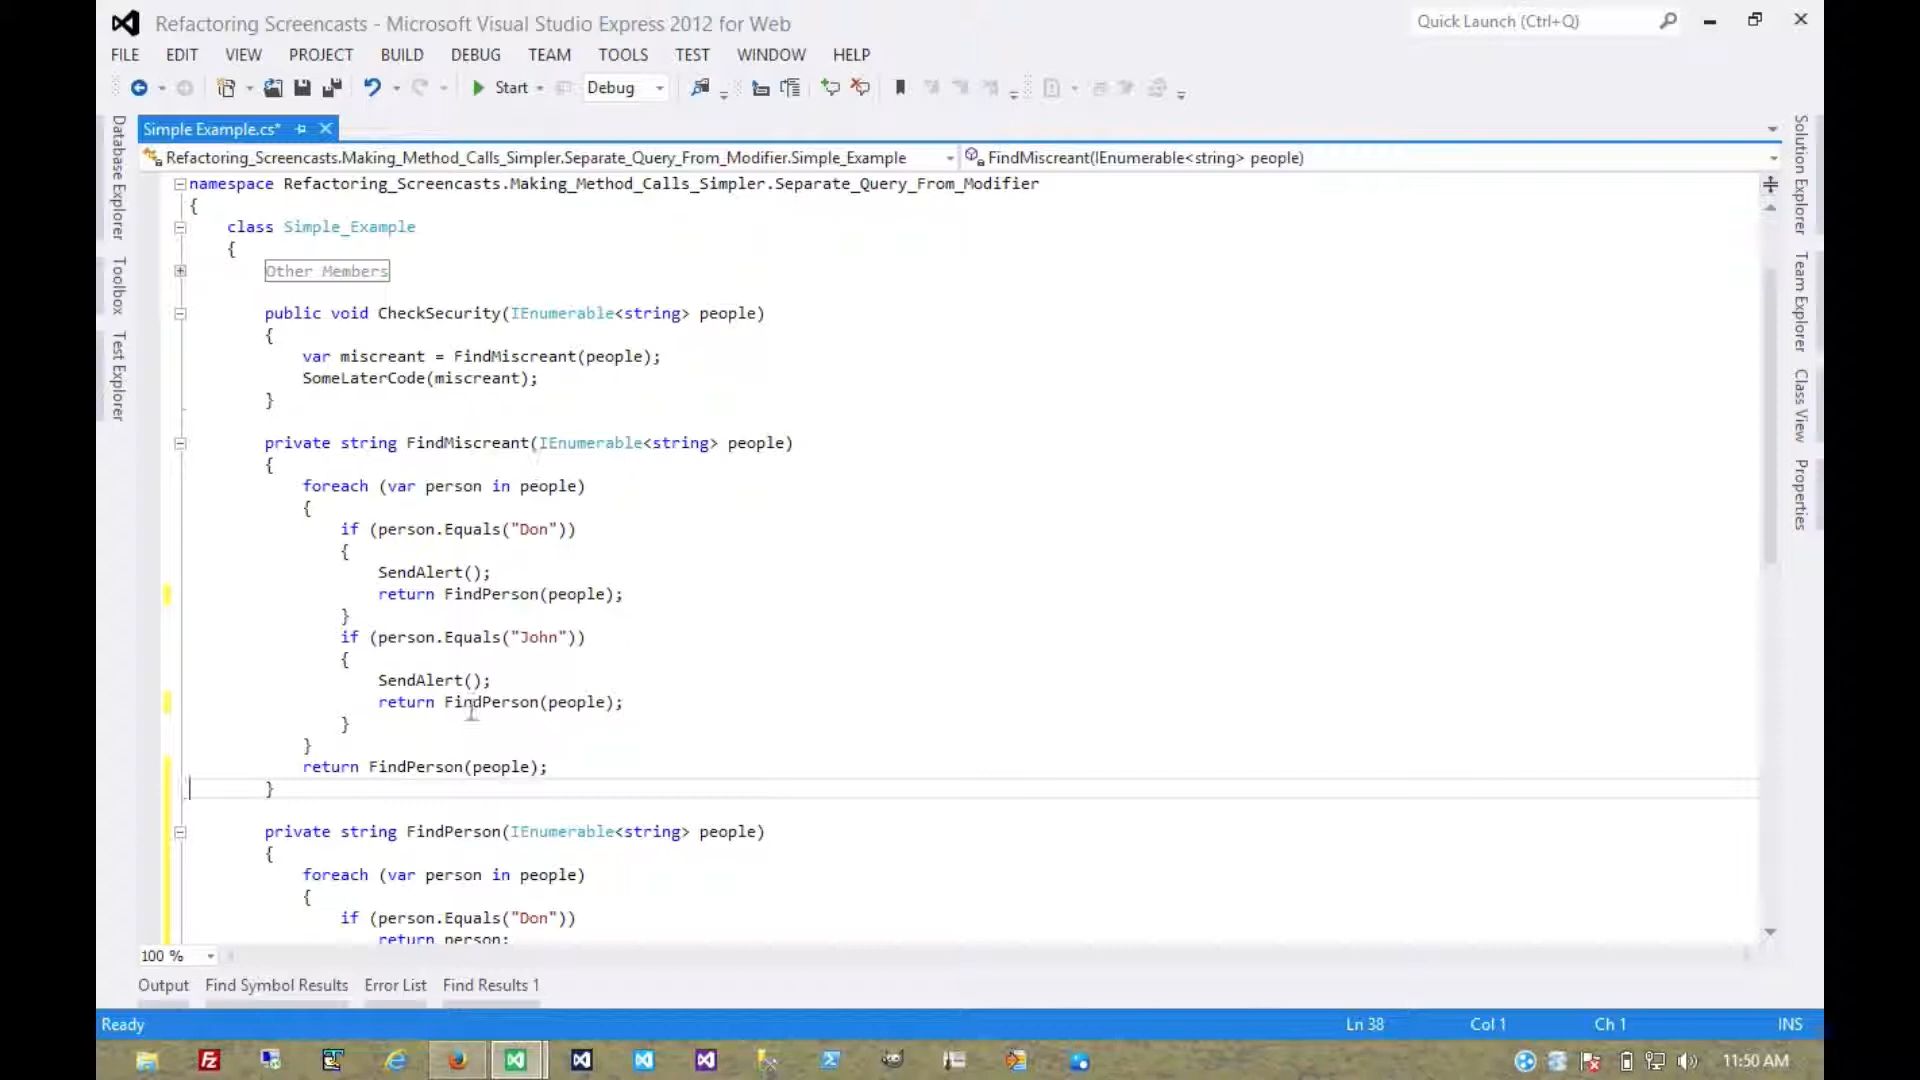 Refactoring Screencasts - Microsoft Visual Studio Express 2012 for Web
Quick Launch (Ctrl+Q)
FILE EDIT VIEW PROJECT BUILD DEBUG TEAM TOOLS TEST WINDOW HELP
Start Debug
Simple Example.cs*
Refactoring_Screencasts.Making_Method_Calls_Simpler.Separate_Query_From_Modifier.Simple_Example
FindMiscreant(IEnumerable<string> people)
Database Explorer
Toolbox
Test Explorer
namespace Refactoring_Screencasts.Making_Method_Calls_Simpler.Separate_Query_From_Modifier
{
class Simple_Example
{
Other Members
public void CheckSecurity(IEnumerable<string> people)
{
var miscreant = FindMiscreant(people);
SomeLaterCode(miscreant);
}
private string FindMiscreant(IEnumerable<string> people)
{
foreach (var person in people)
{
if (person.Equals("Don"))
{
SendAlert();
return FindPerson(people);
}
if (person.Equals("John"))
{
SendAlert();
return FindPerson(people);
}
}
return FindPerson(people);
}
private string FindPerson(IEnumerable<string> people)
{
foreach (var person in people)
{
if (person.Equals("Don"))
return person;
Solution Explorer
Team Explorer
Class View
Properties
100 %
Output Find Symbol Results Error List Find Results 1
Ready Ln 38 Col 1 Ch 1 INS
11:50 AM